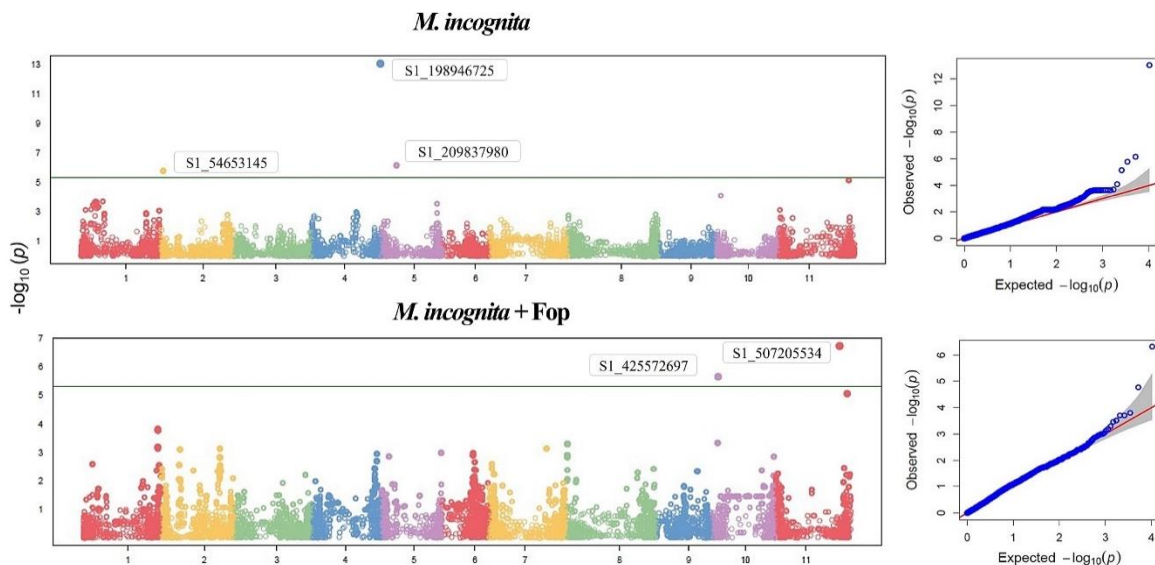 M. incognita
-log10(p)
13
11
9
7
5
3
1
S1_198946725
S1_54653145
S1_209837980
1 2 3 4 5 6 7 8 9 10 11
Observed −log10(p)
12
10
8
6
4
2
0
0 1 2 3 4
Expected −log10(p)
M. incognita + Fop
7
6
5
4
3
2
1
S1_425572697
S1_507205534
1 2 3 4 5 6 7 8 9 10 11
Observed −log10(p)
6
5
4
3
2
1
0
0 1 2 3 4
Expected −log10(p)